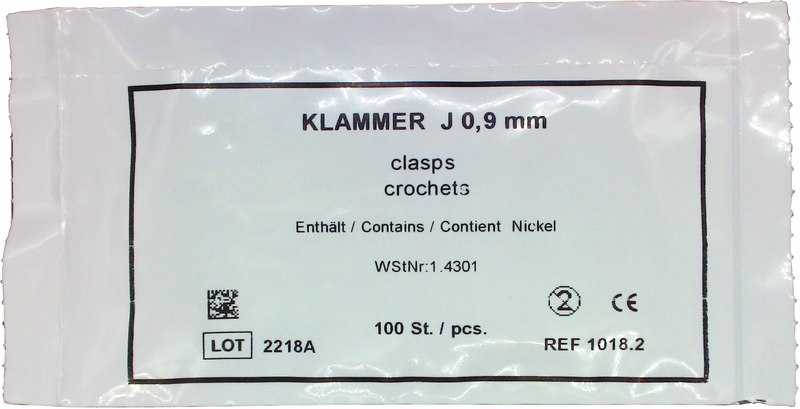 KLAMMER J 0,9 mm
clasps
crochets
Enthält / Contains / Contient Nickel
WStNr:1.4301
2 CE
100 St. / pcs.
LOT 2218A
REF 1018.2